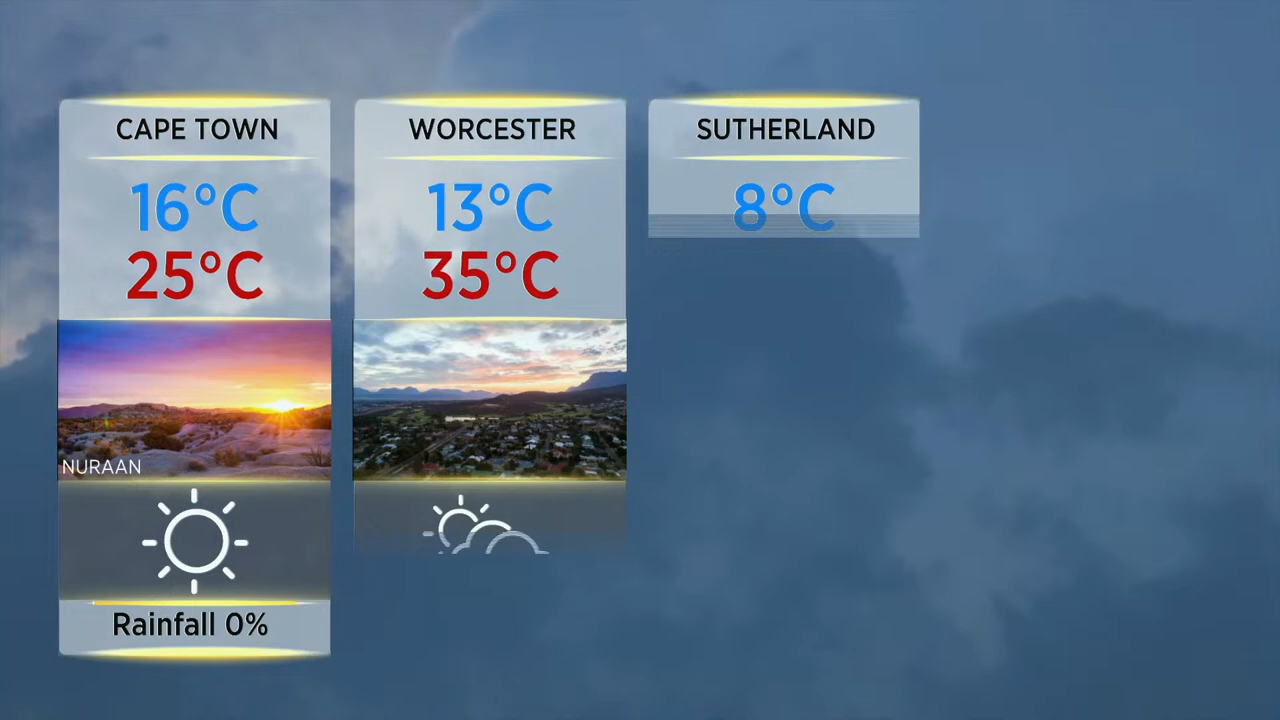 CAPE TOWN
16°C
25°C
NURAAN
Rainfall 0%
WORCESTER
13°C
35°C
SUTHERLAND
8°C